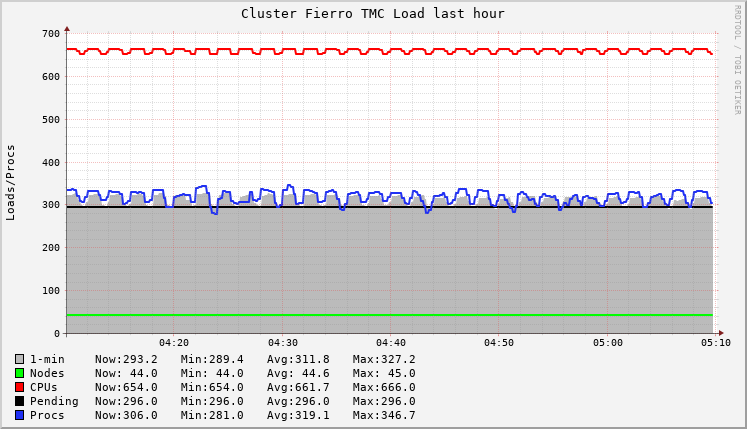 Cluster Fierro TMC Load last hour
RRDTOOL / TOBI OETIKER
Loads/Procs
700
600
500
400
300
200
100
0
04:20 04:30 04:40 04:50 05:00 05:10
1-min Now:293.2 Min:289.4 Avg:311.8 Max:327.2
Nodes Now: 44.0 Min: 44.0 Avg: 44.6 Max: 45.0
CPUs Now:654.0 Min:654.0 Avg:661.7 Max:666.0
Pending Now:296.0 Min:296.0 Avg:296.0 Max:296.0
Procs Now:306.0 Min:281.0 Avg:319.1 Max:346.7